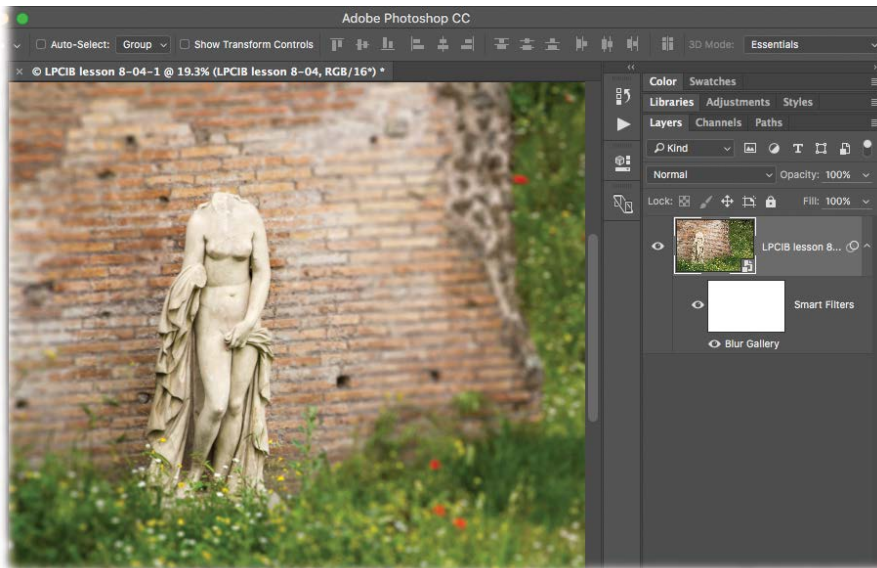 Adobe Photoshop CC
Auto-Select: Group Show Transform Controls 3D Mode: Essentials
× © LPCIB lesson 8-04-1 @ 19.3% (LPCIB lesson 8-04, RGB/16*) *
Color Swatches
Libraries Adjustments Styles
Layers Channels Paths
Kind T
Normal Opacity: 100%
Lock: Fill: 100%
LPCIB lesson 8...
Smart Filters
Blur Gallery